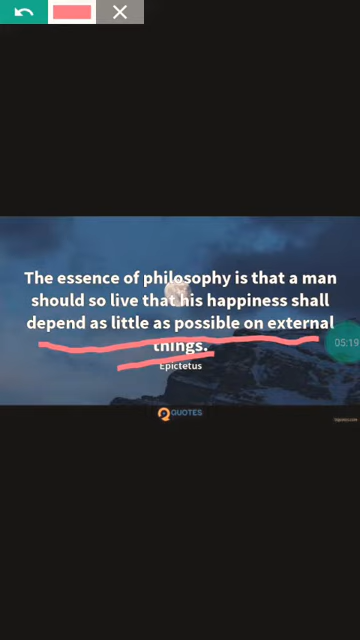 The essence of philosophy is that a man
should so live that his happiness shall
depend as little as possible on external
things.
Epictetus
QUOTES
05:19